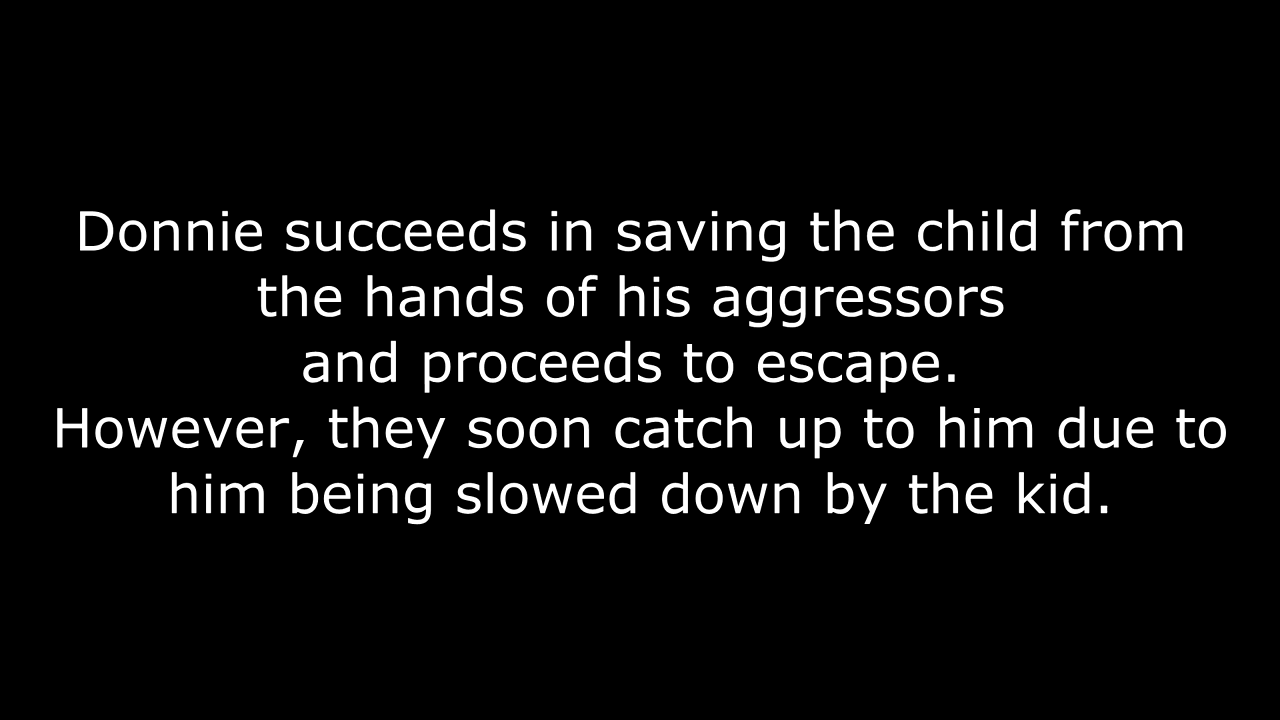 Donnie succeeds in saving the child from
the hands of his aggressors
and proceeds to escape.
However, they soon catch up to him due to
him being slowed down by the kid.